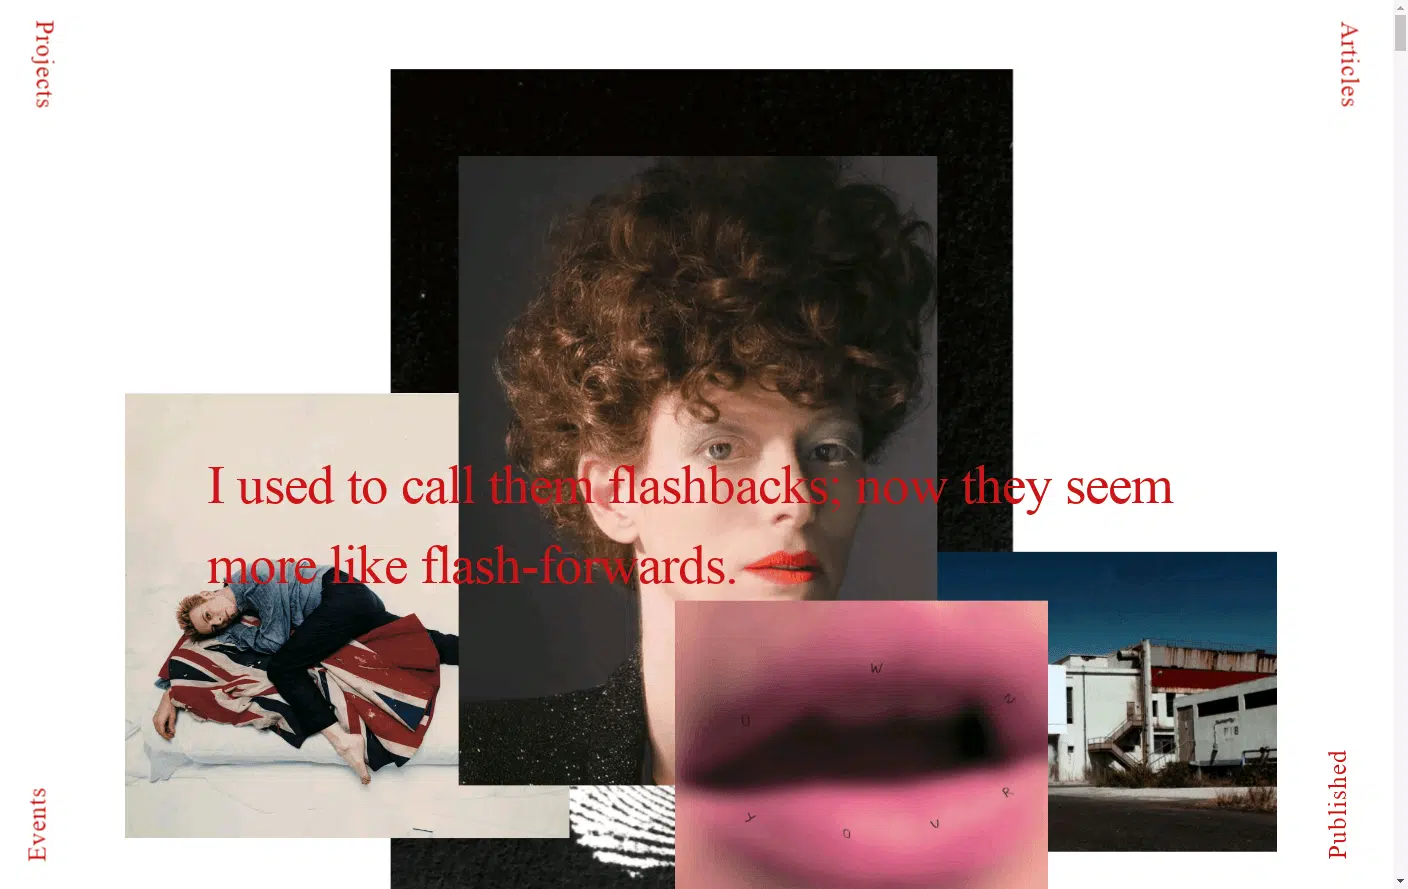 Projects
Articles
I used to call them flashbacks; now they seem
more like flash-forwards.
Events
Published